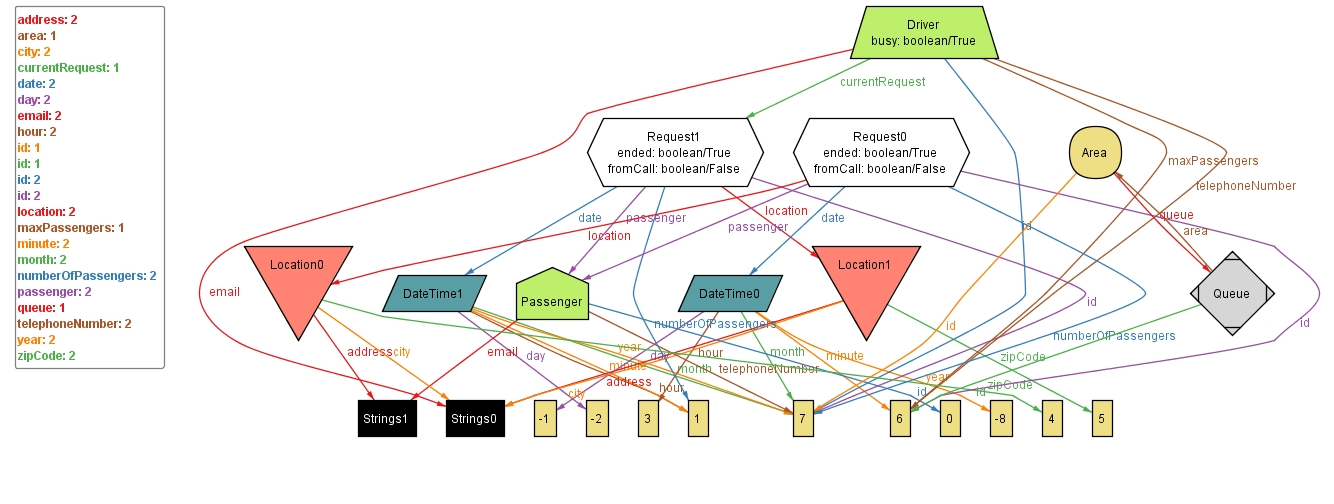 address: 2
area: 1
city: 2
currentRequest: 1
date: 2
day: 2
email: 2
hour: 2
id: 1
id: 1
id: 2
id: 2
location: 2
maxPassengers: 1
minute: 2
month: 2
numberOfPassengers: 2
passenger: 2
queue: 1
telephoneNumber: 2
year: 2
zipCode: 2
Driver
busy: boolean/True
currentRequest
Request1
ended: boolean/True
fromCall: boolean/False
Request0
ended: boolean/True
fromCall: boolean/False
Area
maxPassengers
telephoneNumber
date
passenger
location
location
passenger
date
id
queue
area
Location0
DateTime1
Passenger
DateTime0
Location1
Queue
email
id
id
numberOfPassengers
id
numberOfPassengers
address
city
email
day
year
minute
day
month
hour
telephoneNumber
month
minute
zipCode
address
city
hour
year
id
id
zipCode
Strings1
Strings0
-1
-2
3
1
7
6
0
-8
4
5